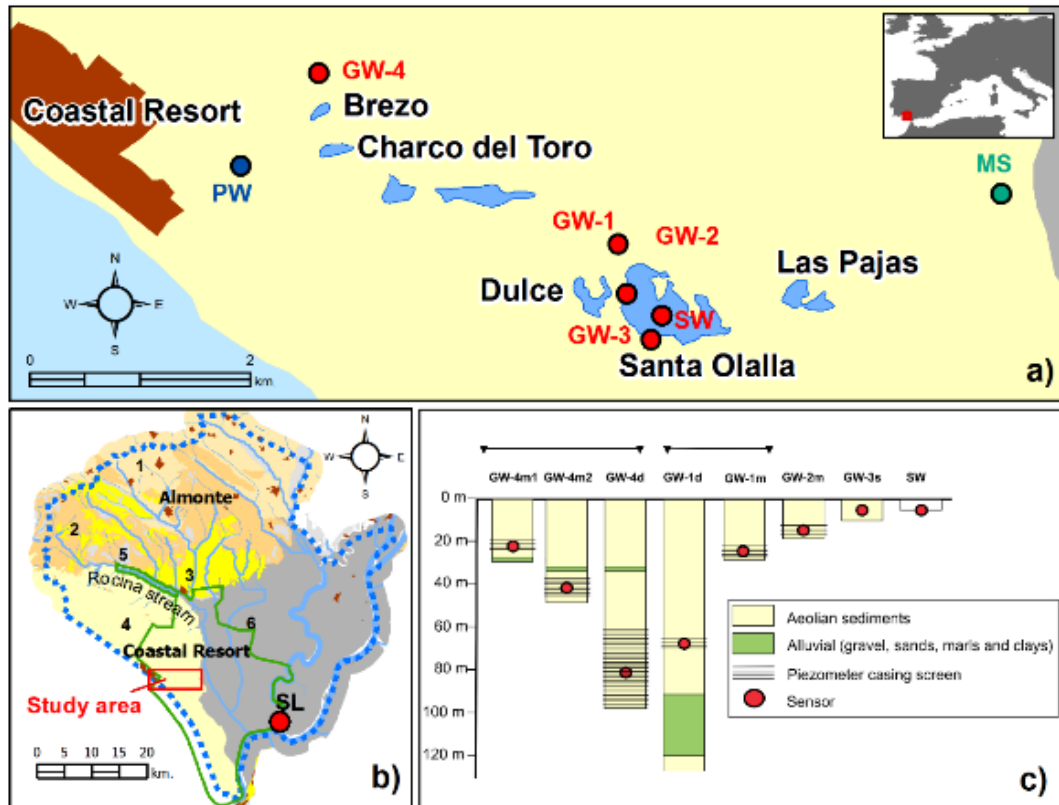 GW-4
Brezo
Coastal Resort
Charco del Toro
PW
MS
GW-1
GW-2
Las Pajas
Dulce
SW
GW-3
Santa Olalla
N
W
E
S
0
2
km.
a)
N
W
E
S
1
Almonte
2
5
3
Rocina stream
4
6
Coastal Resort
Study area
SL
0 5 10 15 20
km.
b)
GW-4m1 GW-4m2 GW-4d GW-1d GW-1m GW-2m GW-3s SW
0 m
20 m
40 m
60 m
80 m
100 m
120 m
Aeolian sediments
Alluvial (gravel, sands, marls and clays)
Piezometer casing screen
Sensor
c)